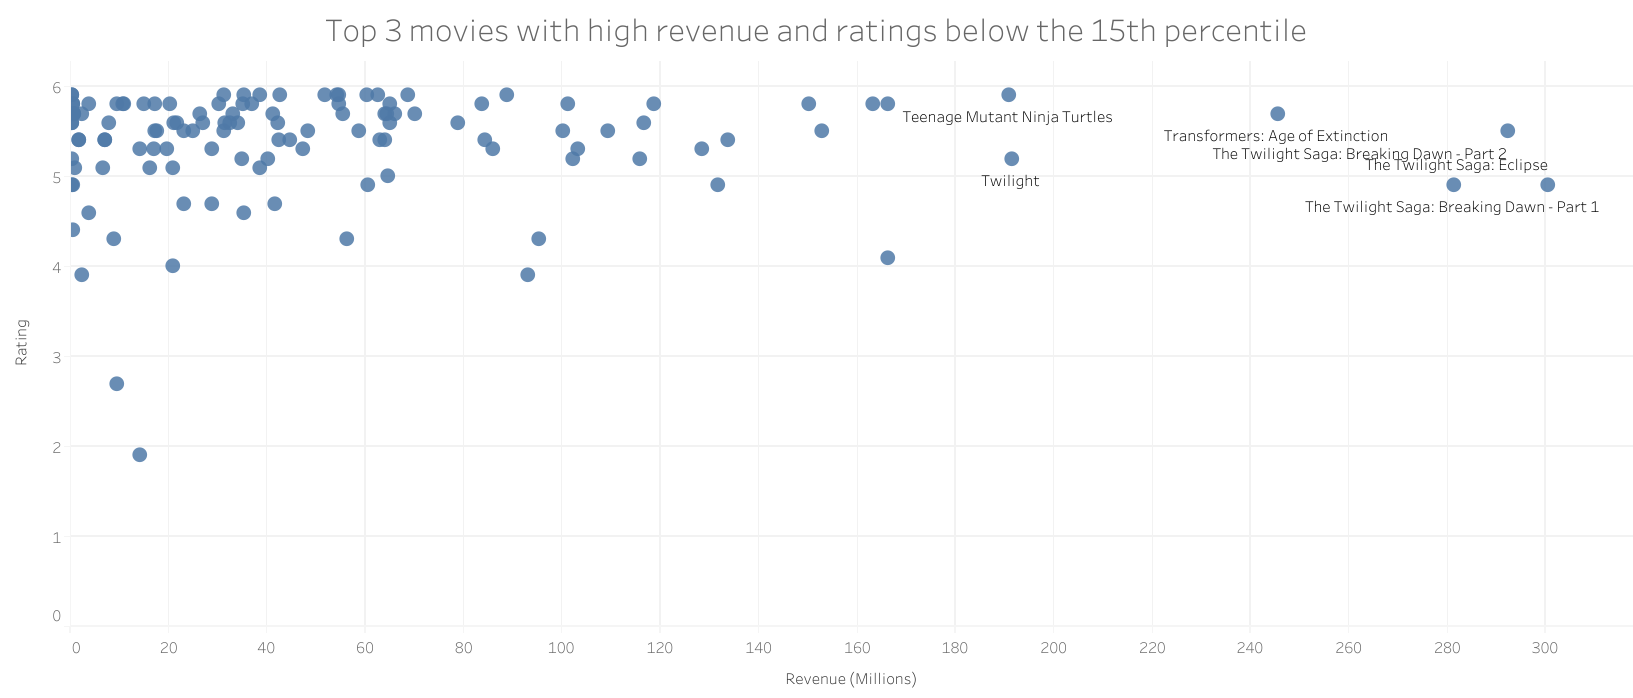 Top 3 movies with high revenue and ratings below the 15th percentile
6
5
4
3
2
1
0
Rating
Teenage Mutant Ninja Turtles
Transformers: Age of Extinction
The Twilight Saga: Breaking Dawn - Part 2
The Twilight Saga: Eclipse
Twilight
The Twilight Saga: Breaking Dawn - Part 1
0 20 40 60 80 100 120 140 160 180 200 220 240 260 280 300
Revenue (Millions)